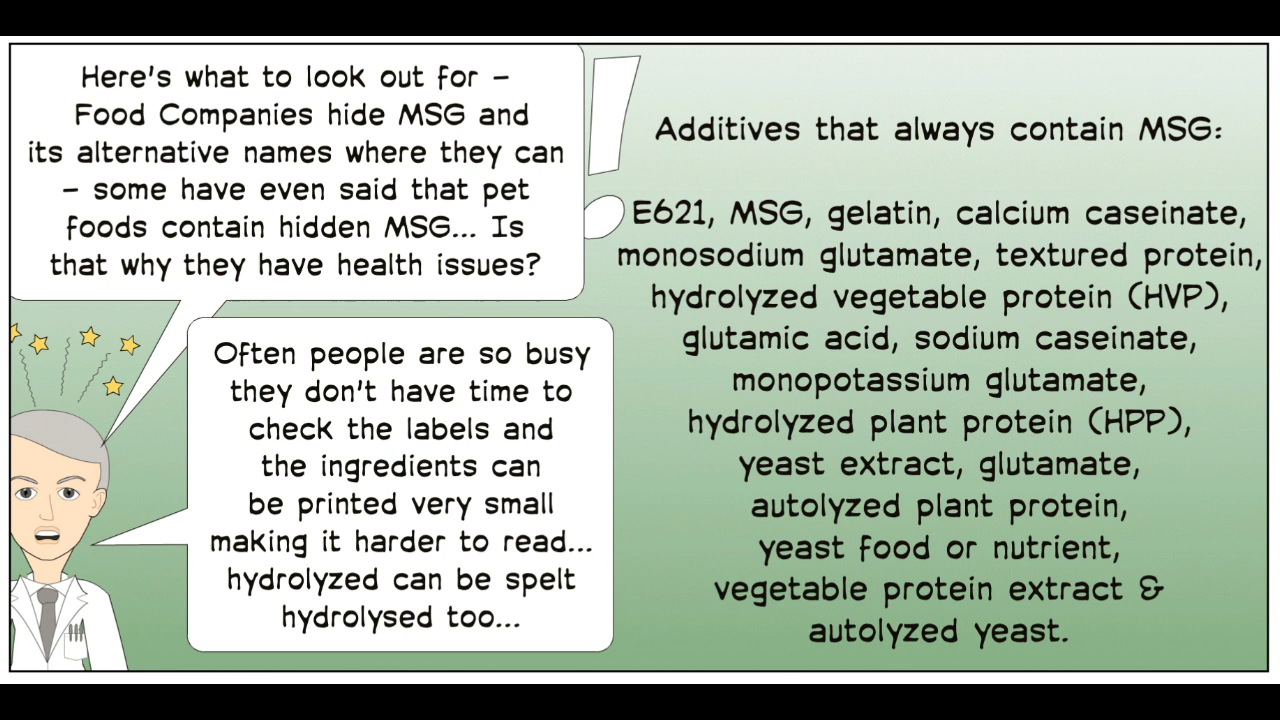 Here's what to look out for –
Food Companies hide MSG and
its alternative names where they can
– some have even said that pet
foods contain hidden MSG... Is
that why they have health issues?
Often people are so busy
they don't have time to
check the labels and
the ingredients can
be printed very small
making it harder to read...
hydrolyzed can be spelt
hydrolysed too...
!
Additives that always contain MSG:
E621, MSG, gelatin, calcium caseinate,
monosodium glutamate, textured protein,
hydrolyzed vegetable protein (HVP),
glutamic acid, sodium caseinate,
monopotassium glutamate,
hydrolyzed plant protein (HPP),
yeast extract, glutamate,
autolyzed plant protein,
yeast food or nutrient,
vegetable protein extract &
autolyzed yeast.